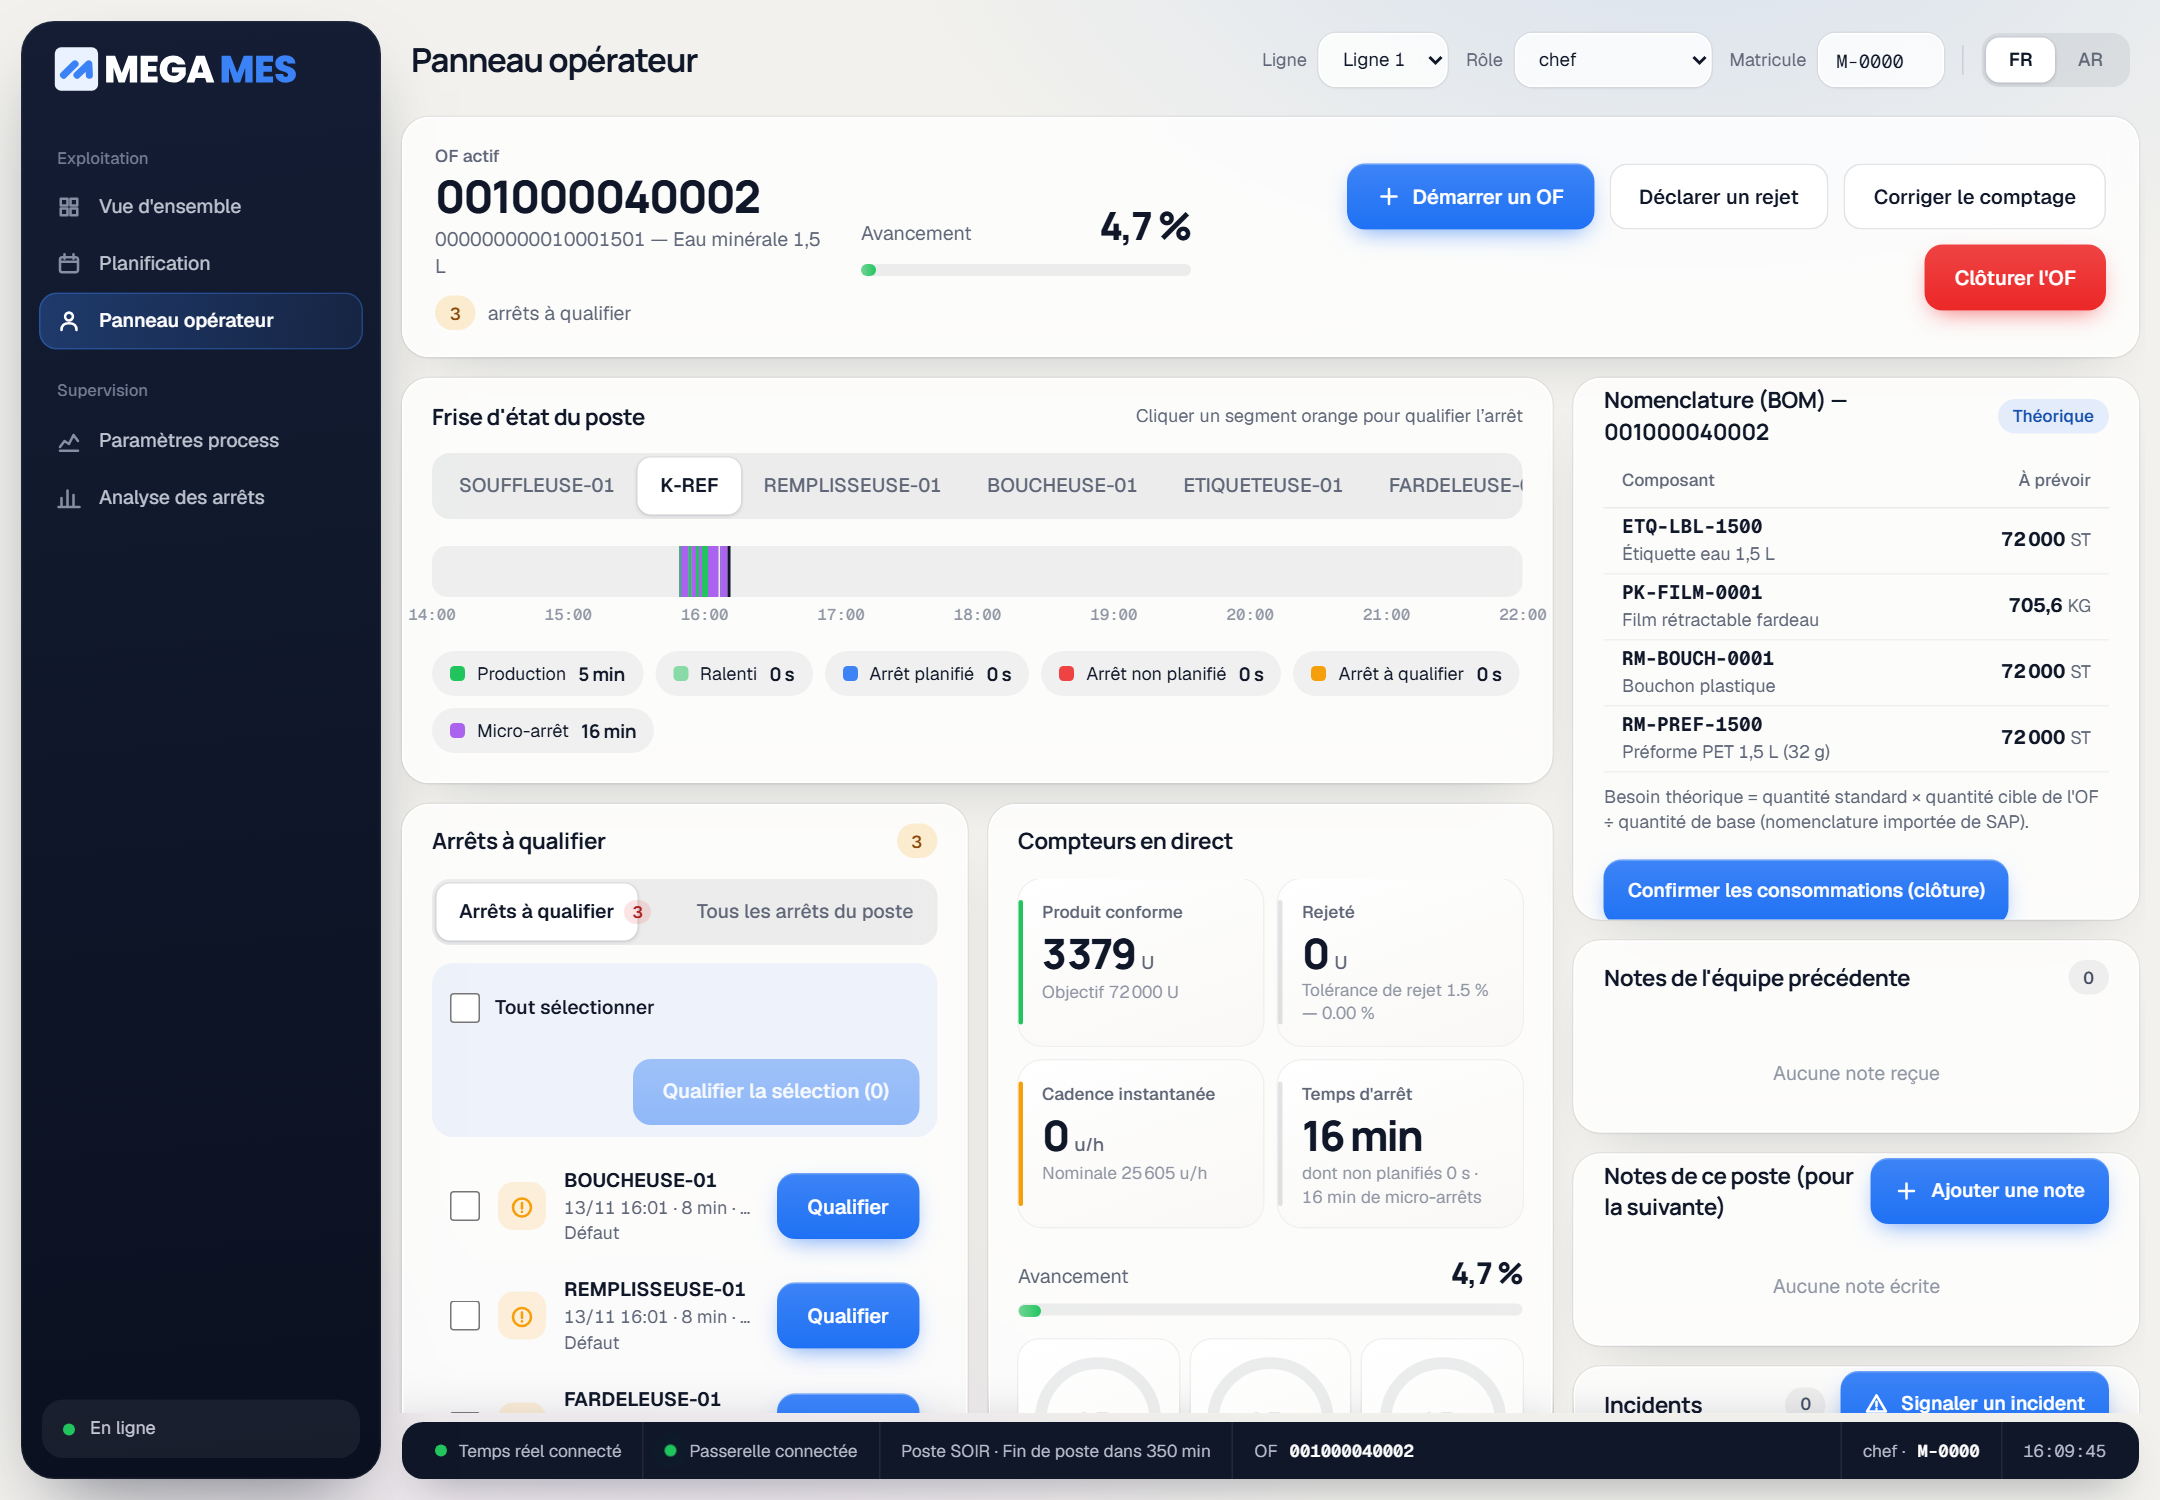 MEGA MES
Exploitation
Vue d'ensemble
Planification
Panneau opérateur
Supervision
Paramètres process
Analyse des arrêts
En ligne
Panneau opérateur
Ligne
Ligne 1
Rôle
chef
Matricule
M-0000
FR
AR
OF actif
001000040002
000000000010001501 — Eau minérale 1,5
L
3 arrêts à qualifier
Avancement
4,7 %
Démarrer un OF
Déclarer un rejet
Corriger le comptage
Clôturer l'OF
Frise d'état du poste
Cliquer un segment orange pour qualifier l'arrêt
SOUFFLEUSE-01
K-REF
REMPLISSEUSE-01
BOUCHEUSE-01
ETIQUETEUSE-01
FARDELEUSE-
14:00 15:00 16:00 17:00 18:00 19:00 20:00 21:00 22:00
Production 5 min
Ralenti 0 s
Arrêt planifié 0 s
Arrêt non planifié 0 s
Arrêt à qualifier 0 s
Micro-arrêt 16 min
Arrêts à qualifier
3
Arrêts à qualifier 3
Tous les arrêts du poste
Tout sélectionner
Qualifier la sélection (0)
BOUCHEUSE-01
13/11 16:01 · 8 min · ...
Défaut
Qualifier
REMPLISSEUSE-01
13/11 16:01 · 8 min · ...
Défaut
Qualifier
FARDELEUSE-01
Compteurs en direct
Produit conforme
3 379 U
Objectif 72 000 U
Rejeté
0 U
Tolérance de rejet 1.5 %
— 0.00 %
Cadence instantanée
0 u/h
Nominale 25 605 u/h
Temps d'arrêt
16 min
dont non planifiés 0 s ·
16 min de micro-arrêts
Avancement
4,7 %
Nomenclature (BOM) —
001000040002
Théorique
Composant
À prévoir
ETQ-LBL-1500
Étiquette eau 1,5 L
72 000 ST
PK-FILM-0001
Film rétractable fardeau
705,6 KG
RM-BOUCH-0001
Bouchon plastique
72 000 ST
RM-PREF-1500
Préforme PET 1,5 L (32 g)
72 000 ST
Besoin théorique = quantité standard × quantité cible de l'OF
÷ quantité de base (nomenclature importée de SAP).
Confirmer les consommations (clôture)
Notes de l'équipe précédente
0
Aucune note reçue
Notes de ce poste (pour
la suivante)
Ajouter une note
Aucune note écrite
Incidents
0
Signaler un incident
Temps réel connecté
Passerelle connectée
Poste SOIR · Fin de poste dans 350 min
OF 001000040002
chef · M-0000
16:09:45